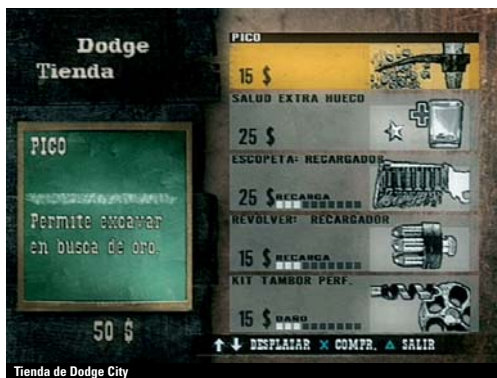 Dodge
Tienda
PICO
Permite excavar
en busca de oro.
50 $
PICO
15 $
SALUD EXTRA HUECO
25 $
ESCOPETA: RECARGADOR
25 $ RECARGA
REVÓLVER: RECARGADOR
15 $ RECARGA
KIT TAMBOR PERF.
15 $ DAÑO
DESPLAZAR COMPR. SALIR
Tienda de Dodge City